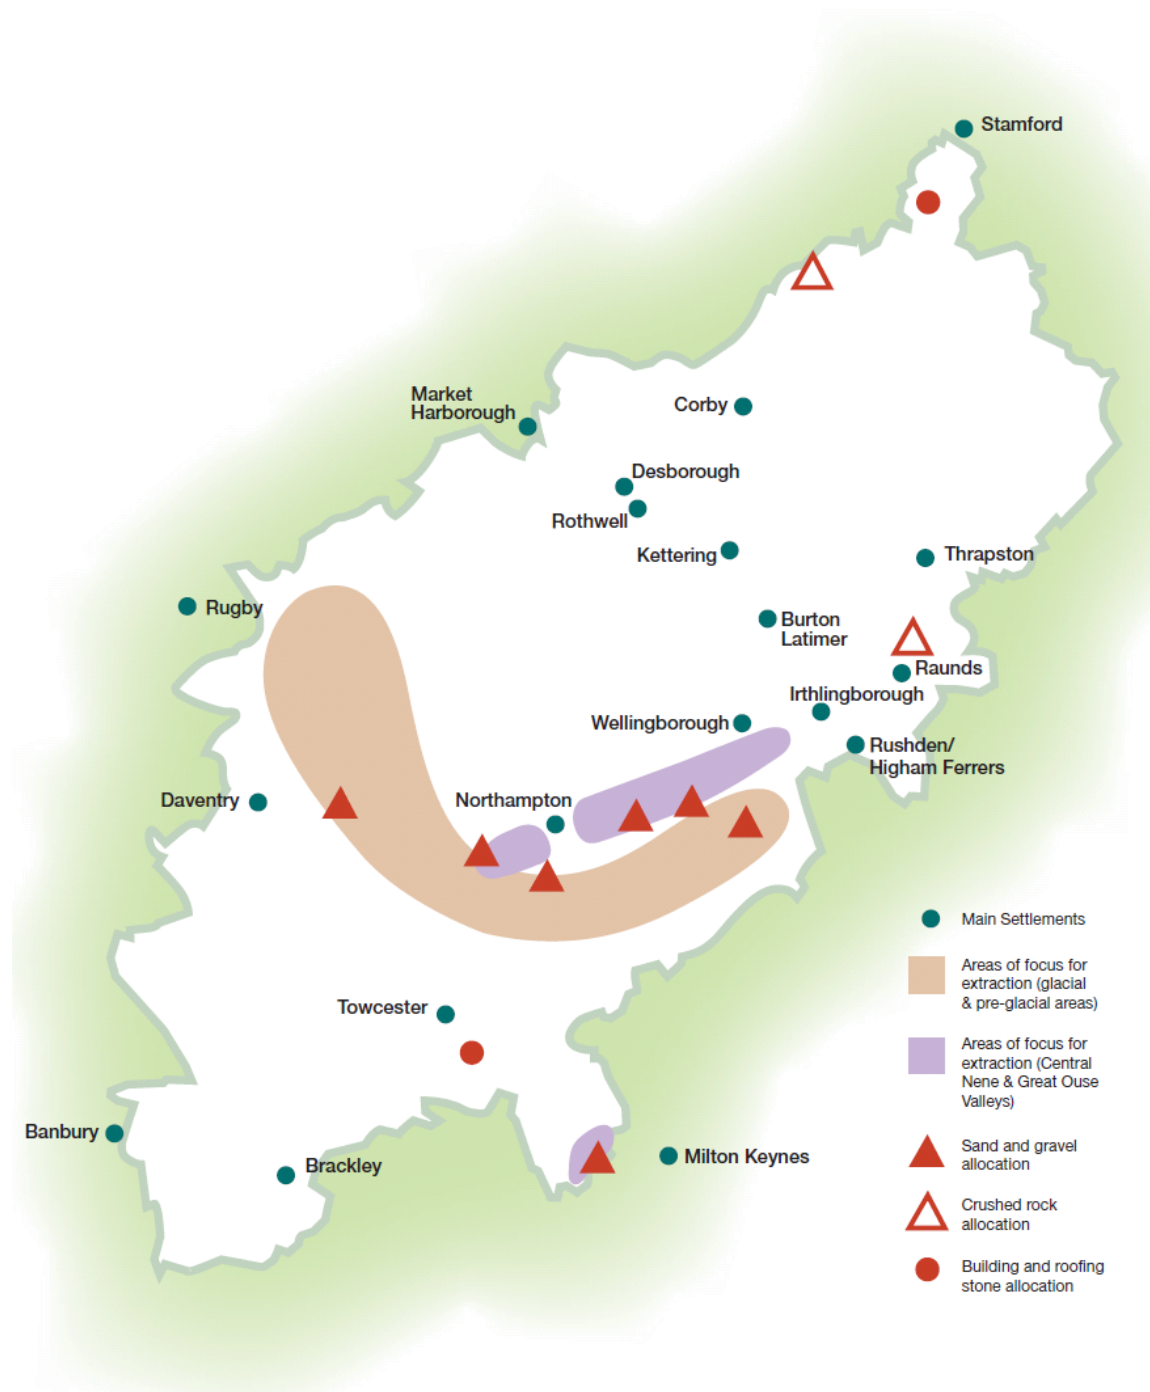 Stamford
Market
Harborough
Corby
Desborough
Rothwell
Kettering
Thrapston
Rugby
Burton
Latimer
Raunds
Irthlingborough
Wellingborough
Rushden/
Higham Ferrers
Daventry
Northampton
Main Settlements
Areas of focus for
extraction (glacial
& pre-glacial areas)
Towcester
Areas of focus for
extraction (Central
Nene & Great Ouse
Valleys)
Banbury
Brackley
Milton Keynes
Sand and gravel
allocation
Crushed rock
allocation
Building and roofing
stone allocation